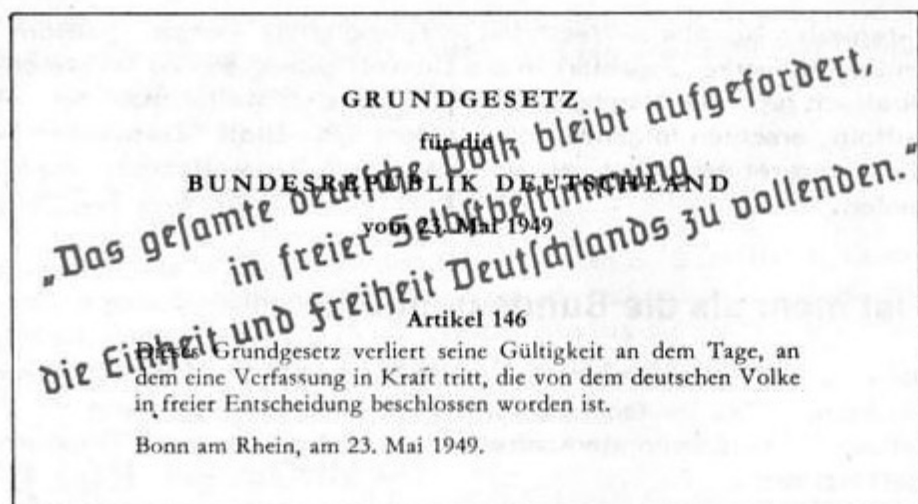 GRUNDGESETZ
für die
BUNDESREPUBLIK DEUTSCHLAND
vom 23. Mai 1949
„Das gesamte deutsche Volk bleibt aufgefordert,
in freier Selbstbestimmung
die Einheit und Freiheit Deutschlands zu vollenden.“
Artikel 146
Dieses Grundgesetz verliert seine Gültigkeit an dem Tage, an
dem eine Verfassung in Kraft tritt, die von dem deutschen Volke
in freier Entscheidung beschlossen worden ist.
Bonn am Rhein, am 23. Mai 1949.